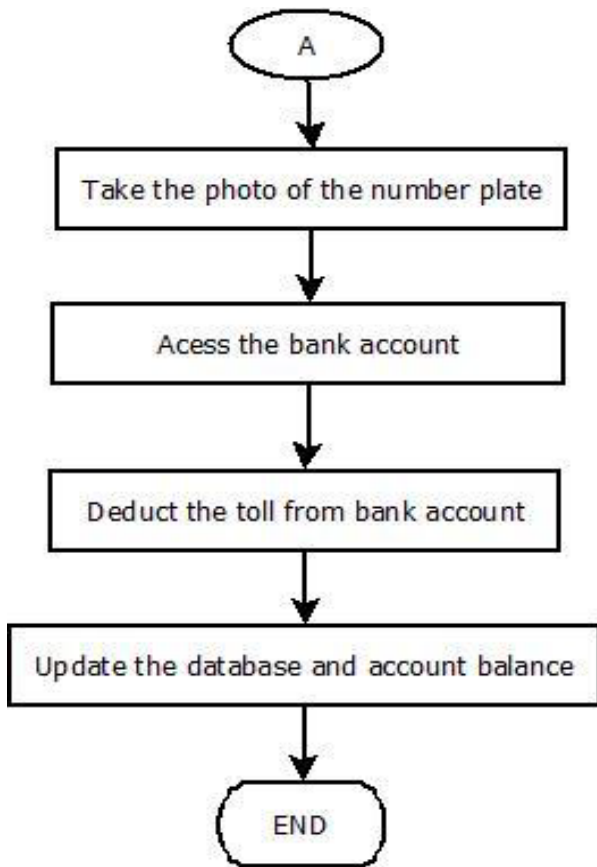 A
Take the photo of the number plate
Acess the bank account
Deduct the toll from bank account
Update the database and account balance
END